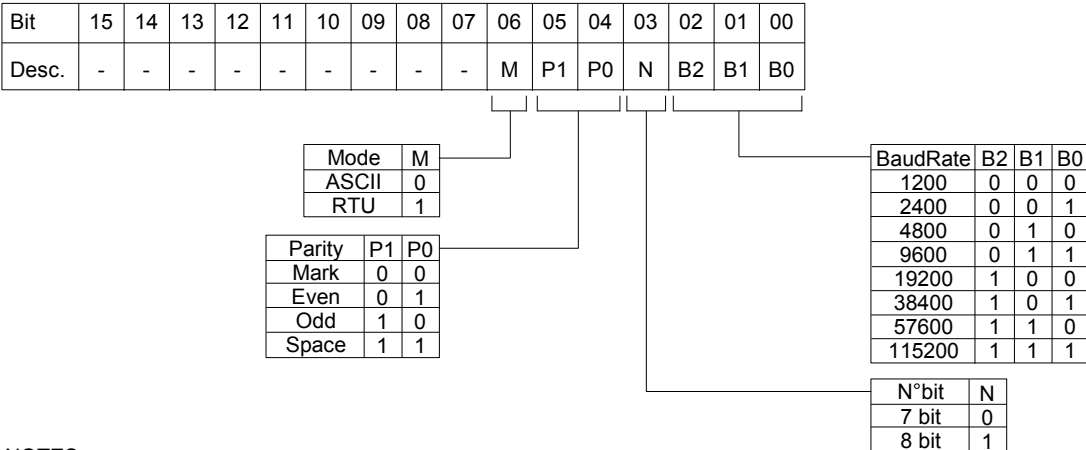 Bit 15 14 13 12 11 10 09 08 07 06 05 04 03 02 01 00
Desc. - - - - - - - - - M P1 P0 N B2 B1 B0
Mode M
ASCII 0
RTU 1
Parity P1 P0
Mark 0 0
Even 0 1
Odd 1 0
Space 1 1
BaudRate B2 B1 B0
1200 0 0 0
2400 0 0 1
4800 0 1 0
9600 0 1 1
19200 1 0 0
38400 1 0 1
57600 1 1 0
115200 1 1 1
N°bit N
7 bit 0
8 bit 1